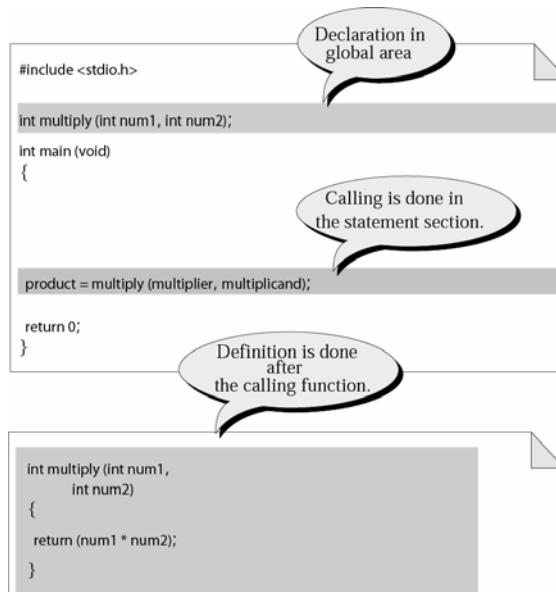 Declaration in
global area
#include <stdio.h>
int multiply (int num1, int num2);
int main (void)
{
Calling is done in
the statement section.
product = multiply (multiplier, multiplicand);
return 0;
}
Definition is done
after
the calling function.
int multiply (int num1,
int num2)
{
return (num1 * num2);
}